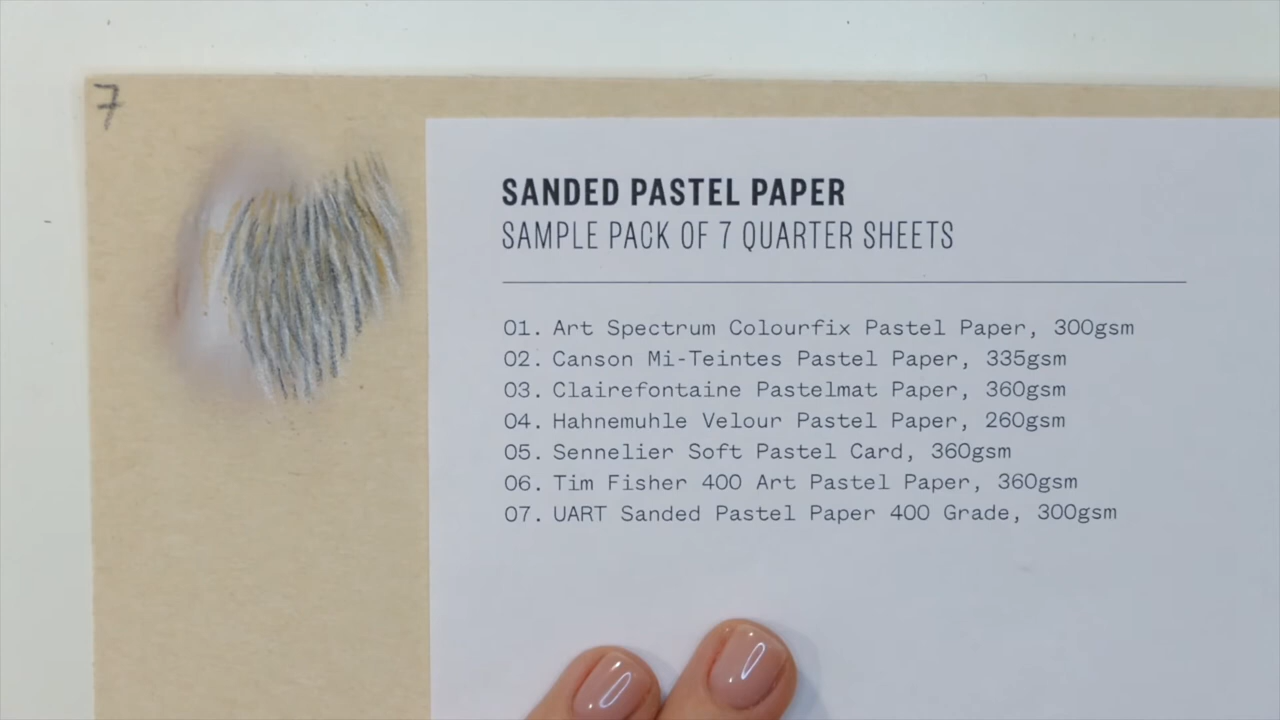 7
SANDED PASTEL PAPER
SAMPLE PACK OF 7 QUARTER SHEETS
01. Art Spectrum Colourfix Pastel Paper, 300gsm
02. Canson Mi-Teintes Pastel Paper, 335gsm
03. Clairefontaine Pastelmat Paper, 360gsm
04. Hahnemuhle Velour Pastel Paper, 260gsm
05. Sennelier Soft Pastel Card, 360gsm
06. Tim Fisher 400 Art Pastel Paper, 360gsm
07. UART Sanded Pastel Paper 400 Grade, 300gsm